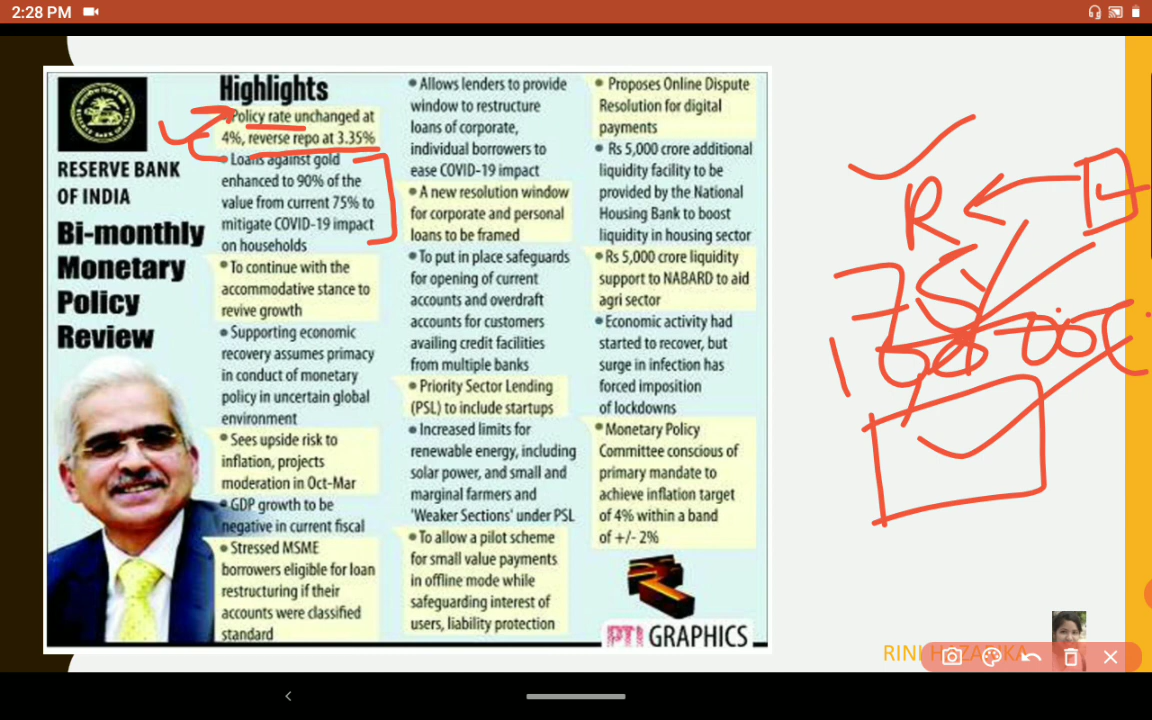 2:28 PM
RESERVE BANK
OF INDIA
Bi-monthly
Monetary
Policy
Review
Highlights
Policy rate unchanged at
4%, reverse repo at 3.35%
Loans against gold
enhanced to 90% of the
value from current 75% to
mitigate COVID-19 impact
on households
To continue with the
accommodative stance to
revive growth
Supporting economic
recovery assumes primacy
in conduct of monetary
policy in uncertain global
environment
Sees upside risk to
inflation, projects
moderation in Oct-Mar
GDP growth to be
negative in current fiscal
Stressed MSME
borrowers eligible for loan
restructuring if their
accounts were classified
standard
Allows lenders to provide
window to restructure
loans of corporate,
individual borrowers to
ease COVID-19 impact
A new resolution window
for corporate and personal
loans to be framed
To put in place safeguards
for opening of current
accounts and overdraft
accounts for customers
availing credit facilities
from multiple banks
Priority Sector Lending
(PSL) to include startups
Increased limits for
renewable energy, including
solar power, and small and
marginal farmers and
'Weaker Sections' under PSL
To allow a pilot scheme
for small value payments
in offline mode while
safeguarding interest of
users, liability protection
Proposes Online Dispute
Resolution for digital
payments
Rs 5,000 crore additional
liquidity facility to be
provided by the National
Housing Bank to boost
liquidity in housing sector
Rs 5,000 crore liquidity
support to NABARD to aid
agri sector
Economic activity had
started to recover, but
surge in infection has
forced imposition
of lockdowns
Monetary Policy
Committee conscious of
primary mandate to
achieve inflation target
of 4% within a band
of +/- 2%
PTI GRAPHICS
R
RINI